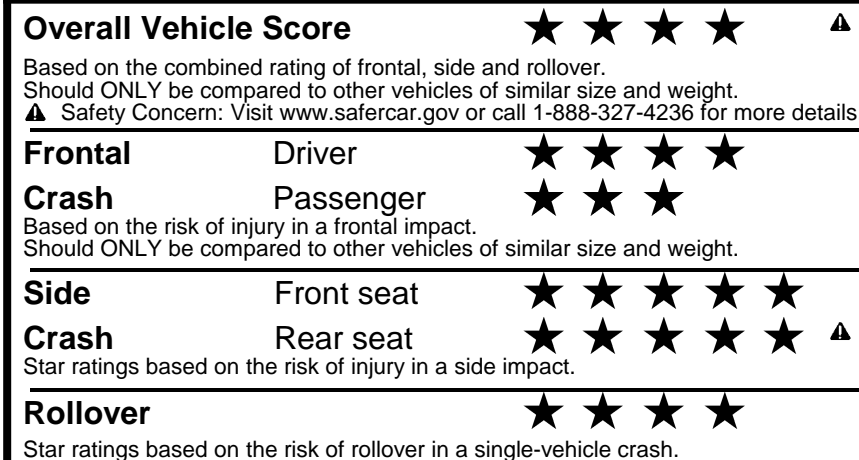 Overall Vehicle Score ★ ★ ★ ★ ⚠
Based on the combined rating of frontal, side and rollover.
Should ONLY be compared to other vehicles of similar size and weight.
⚠ Safety Concern: Visit www.safercar.gov or call 1-888-327-4236 for more details
Frontal Driver ★ ★ ★ ★
Crash Passenger ★ ★ ★
Based on the risk of injury in a frontal impact.
Should ONLY be compared to other vehicles of similar size and weight.
Side Front seat ★ ★ ★ ★ ★
Crash Rear seat ★ ★ ★ ★ ★ ⚠
Star ratings based on the risk of injury in a side impact.
Rollover ★ ★ ★ ★
Star ratings based on the risk of rollover in a single-vehicle crash.